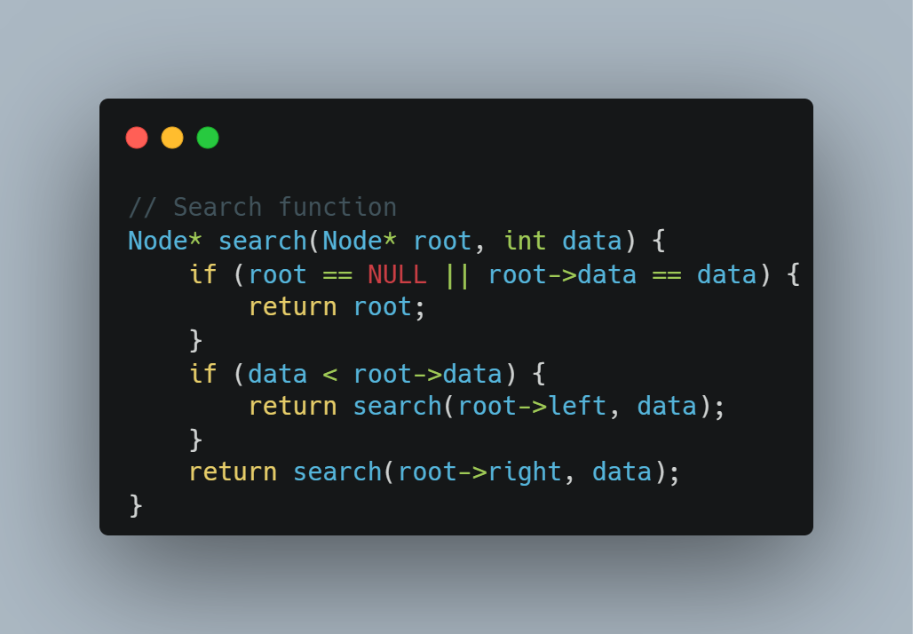 // Search function
Node* search(Node* root, int data) {
    if (root == NULL || root->data == data) {
        return root;
    }
    if (data < root->data) {
        return search(root->left, data);
    }
    return search(root->right, data);
}